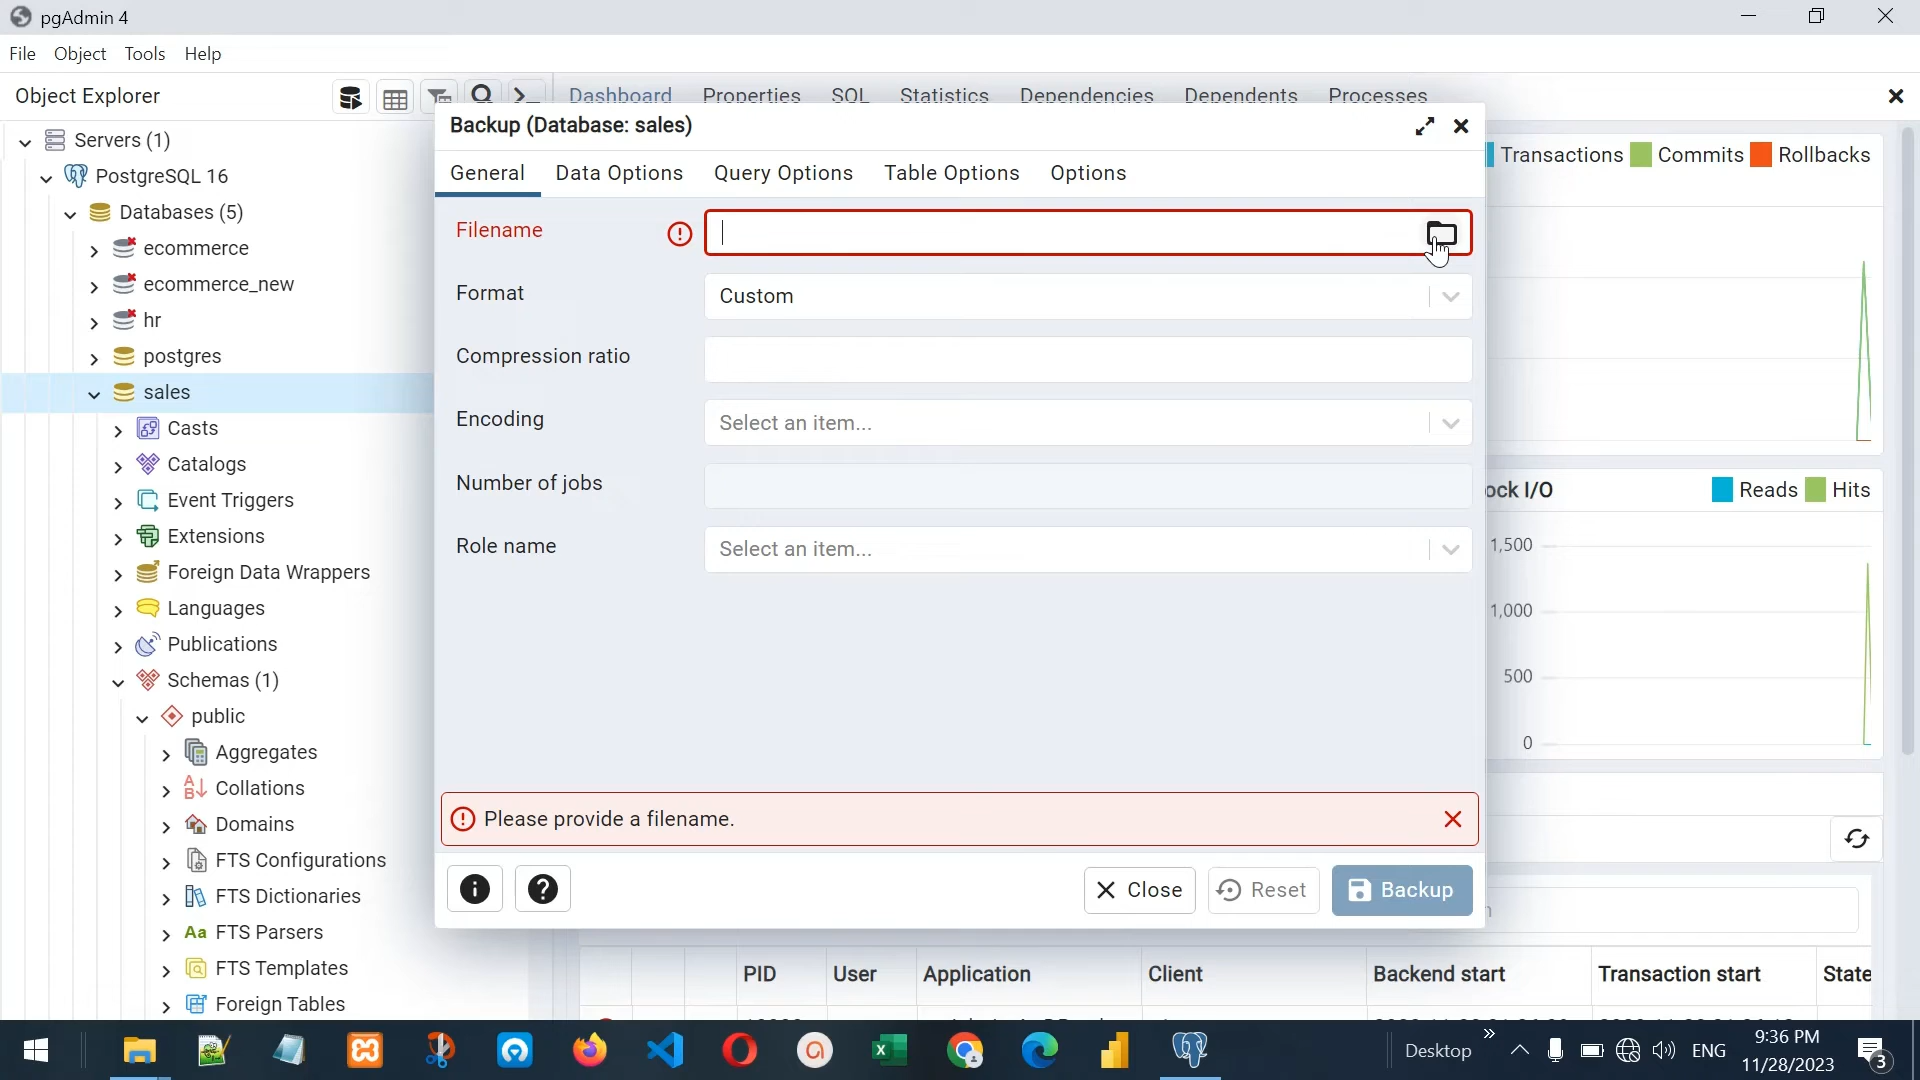 pgAdmin 4
File Object Tools Help
Object Explorer
Dashboard Properties SQL Statistics Dependencies Dependents Processes
Servers (1)
PostgreSQL 16
Databases (5)
ecommerce
ecommerce_new
hr
postgres
sales
Casts
Catalogs
Event Triggers
Extensions
Foreign Data Wrappers
Languages
Publications
Schemas (1)
public
Aggregates
Collations
Domains
FTS Configurations
FTS Dictionaries
Aa FTS Parsers
FTS Templates
Foreign Tables
Backup (Database: sales)
General Data Options Query Options Table Options Options
Filename
Format Custom
Compression ratio
Encoding Select an item...
Number of jobs
Role name Select an item...
Please provide a filename.
Close Reset Backup
Transactions Commits Rollbacks
ock I/O Reads Hits
1,500
1,000
500
0
PID User Application Client Backend start Transaction start State
Desktop ENG
9:36 PM
11/28/2023
3